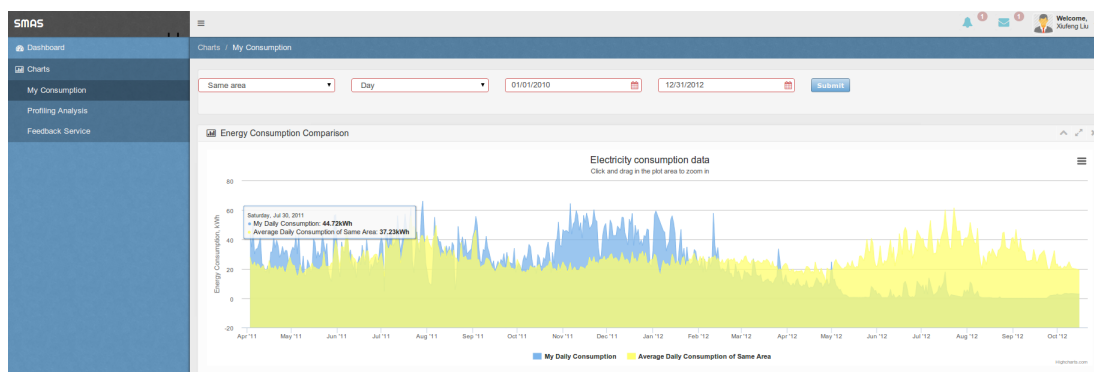 SMAS
1
1
Welcome,
Xiufeng Liu
Dashboard
Charts / My Consumption
Charts
My Consumption
Profiling Analysis
Feedback Service
Same area
Day
01/01/2010
12/31/2012
Submit
Energy Consumption Comparison
Electricity consumption data
Click and drag in the plot area to zoom in
Energy Consumption, kWh
80
60
40
20
0
-20
Saturday, Jul 30, 2011
My Daily Consumption: 44.72kWh
Average Daily Consumption of Same Area: 37.23kWh
Apr '11 May '11 Jun '11 Jul '11 Aug '11 Sep '11 Oct '11 Nov '11 Dec '11 Jan '12 Feb '12 Mar '12 Apr '12 May '12 Jun '12 Jul '12 Aug '12 Sep '12 Oct '12
My Daily Consumption Average Daily Consumption of Same Area
Highcharts.com